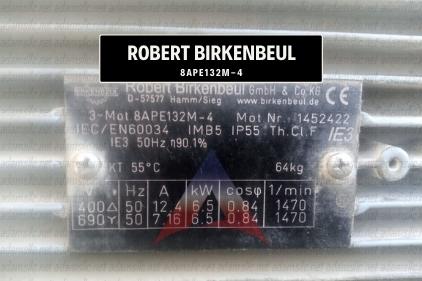 ROBERT BIRKENBEUL
8APE132M-4
Robert Birkenbeul GmbH & Co KG
D-57577 Hamm/Sieg www.birkenbeul.com CE
3-Mot 8APE132M-4 Mot Nr. 1452422
IEC/EN60034 IMB5 IP55 Th.Cl.F IE3
IE3 50Hz η90.1%
KT 55°C 64kg
V Hz A kW cosφ 1/min
400△ 50 12.4 6.5 0.84 1470
690Y 50 7.16 6.5 0.84 1470